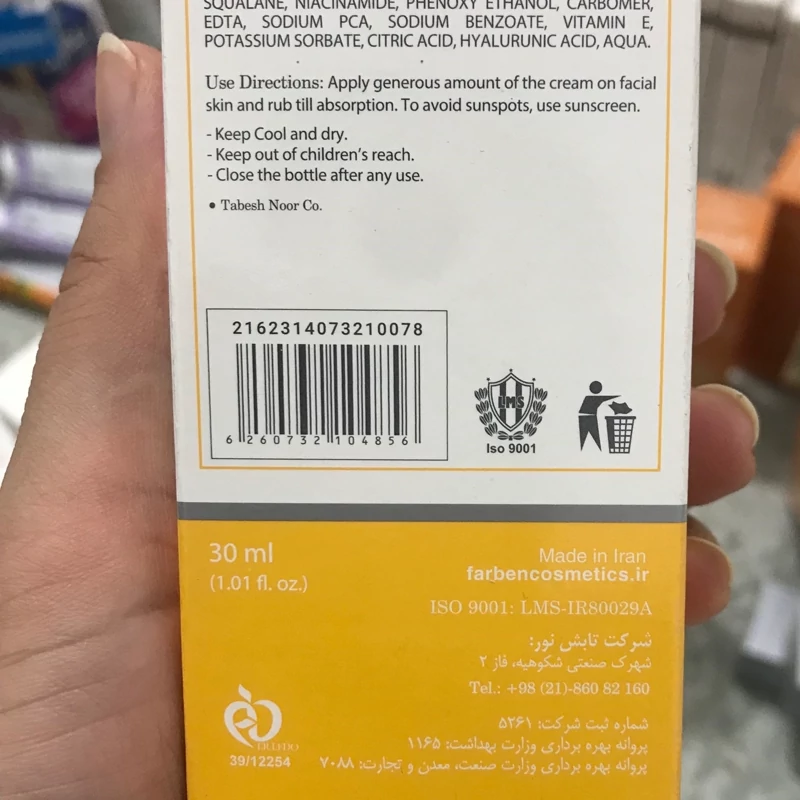 SQUALANE, NIACINAMIDE, PHENOXY ETHANOL, CARBOMER,
EDTA, SODIUM PCA, SODIUM BENZOATE, VITAMIN E,
POTASSIUM SORBATE, CITRIC ACID, HYALURUNIC ACID, AQUA.
Use Directions: Apply generous amount of the cream on facial
skin and rub till absorption. To avoid sunspots, use sunscreen.
- Keep Cool and dry.
- Keep out of children's reach.
- Close the bottle after any use.
• Tabesh Noor Co.
2162314073210078
6 260732 104856
LMS
Iso 9001
30 ml
(1.01 fl. oz.)
Made in Iran
farbencosmetics.ir
ISO 9001: LMS-IR80029A
شرکت تابش نور:
شهرک صنعتی شکوهیه، فاز ۲
Tel.: +98 (21)-860 82 160
شماره ثبت شرکت: ۵۲۶۱
پروانه بهره برداری وزارت بهداشت: ۱۱۶۵
پروانه بهره برداری وزارت صنعت، معدن و تجارت: ۷۰۸۸
39/12254